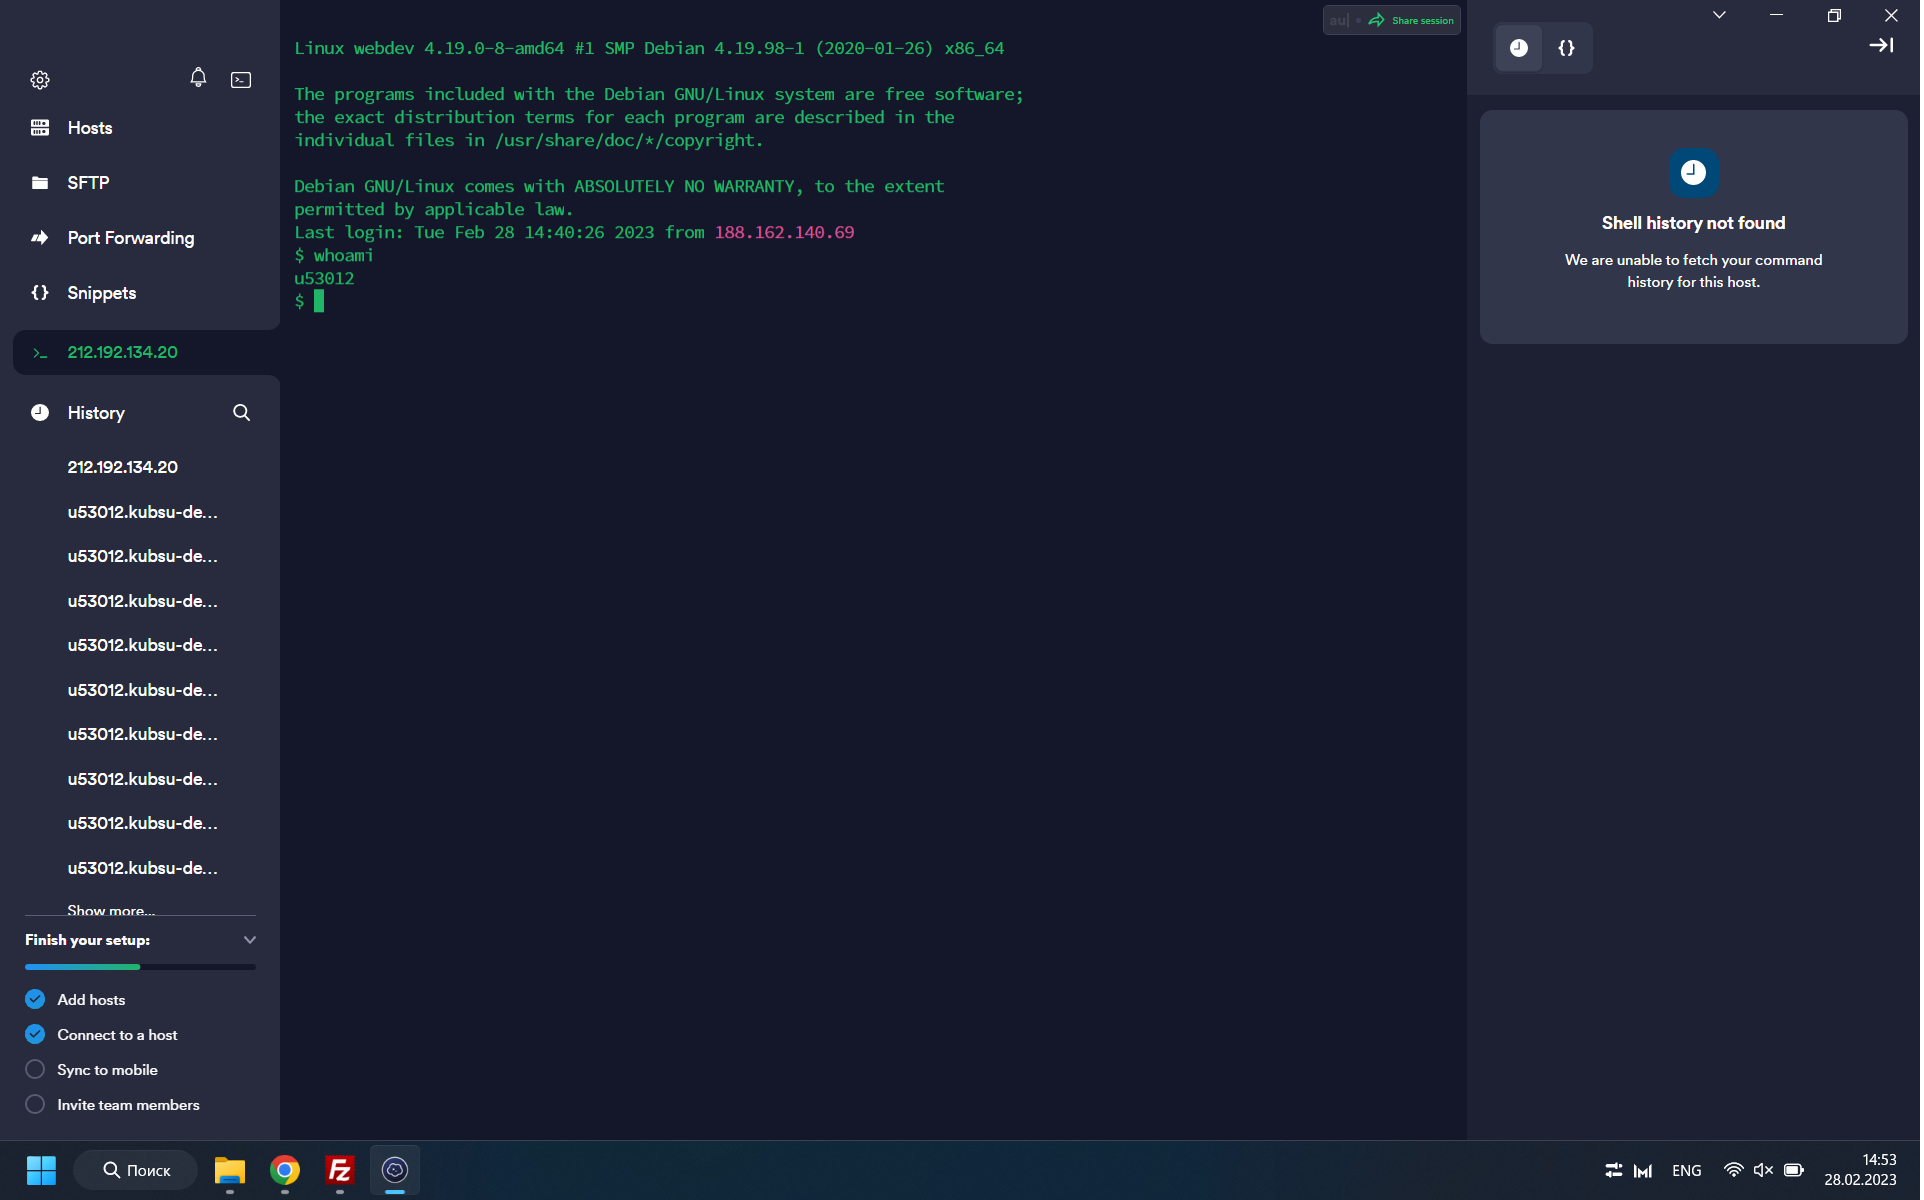 Hosts
SFTP
Port Forwarding
Snippets
212.192.134.20
History
212.192.134.20
u53012.kubsu-de...
u53012.kubsu-de...
u53012.kubsu-de...
u53012.kubsu-de...
u53012.kubsu-de...
u53012.kubsu-de...
u53012.kubsu-de...
u53012.kubsu-de...
u53012.kubsu-de...
Show more...
Finish your setup:
Add hosts
Connect to a host
Sync to mobile
Invite team members
au|
Share session
Linux webdev 4.19.0-8-amd64 #1 SMP Debian 4.19.98-1 (2020-01-26) x86_64
The programs included with the Debian GNU/Linux system are free software;
the exact distribution terms for each program are described in the
individual files in /usr/share/doc/*/copyright.
Debian GNU/Linux comes with ABSOLUTELY NO WARRANTY, to the extent
permitted by applicable law.
Last login: Tue Feb 28 14:40:26 2023 from 188.162.140.69
$ whoami
u53012
$
{}
Shell history not found
We are unable to fetch your command
history for this host.
Поиск
Fz
ENG
14:53
28.02.2023